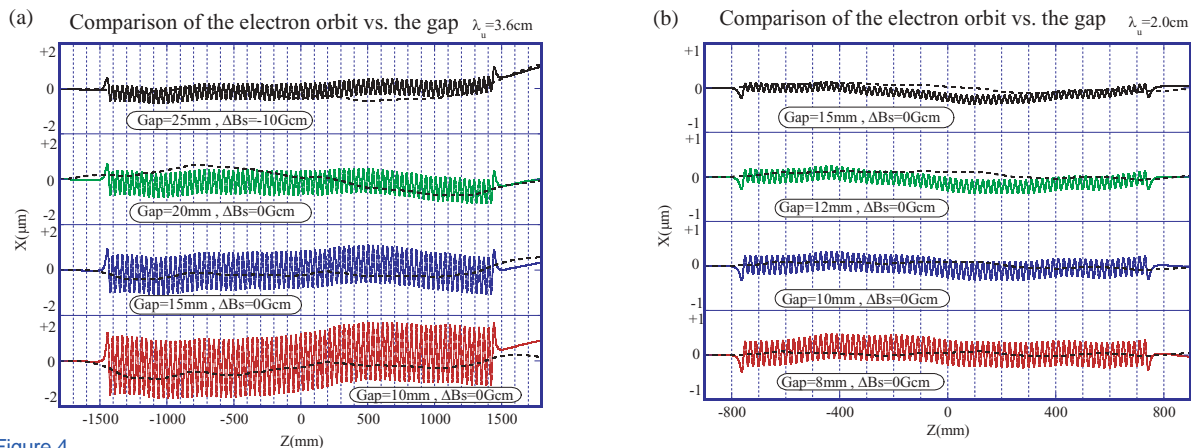 (a)
Comparison of the electron orbit vs. the gap λu=3.6cm
+2
0
-2
Gap=25mm , ΔBs=-10Gcm
+2
0
-2
Gap=20mm , ΔBs=0Gcm
+2
0
-2
Gap=15mm , ΔBs=0Gcm
+2
0
-2
Gap=10mm , ΔBs=0Gcm
X(μm)
-1500 -1000 -500 0 500 1000 1500
Z(mm)
(b)
Comparison of the electron orbit vs. the gap λu=2.0cm
+1
0
-1
Gap=15mm , ΔBs=0Gcm
+1
0
-1
Gap=12mm , ΔBs=0Gcm
+1
0
-1
Gap=10mm , ΔBs=0Gcm
+1
0
-1
Gap=8mm , ΔBs=0Gcm
X(μm)
-800 -400 0 400 800
Z(mm)
Figure 4